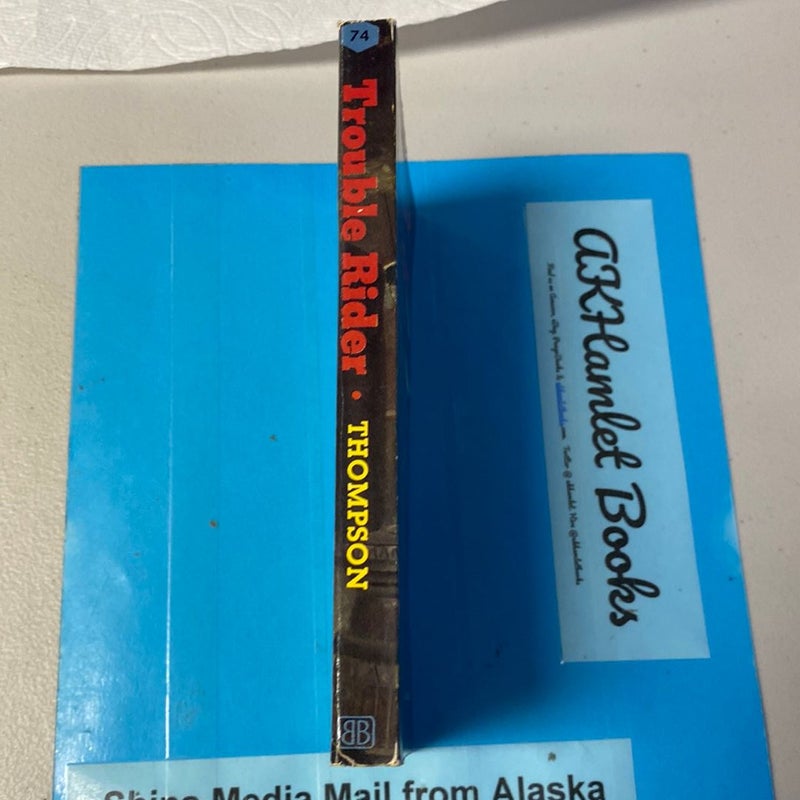 74
Trouble Rider · THOMPSON
BB
AKHamlet Books
Ships Media Mail from Alaska